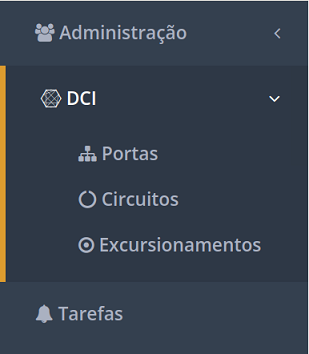 Administração
DCI
Portas
Circuitos
Excursionamentos
Tarefas